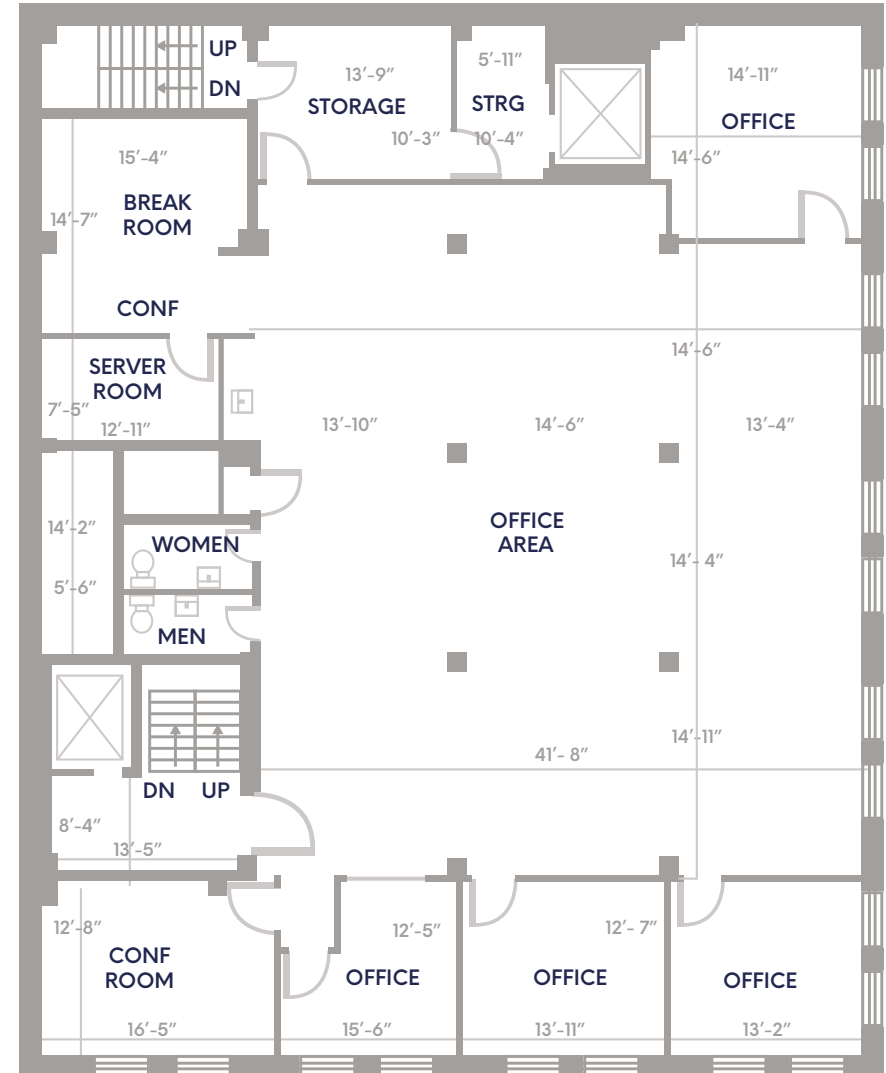 UP
DN
13′-9″
STORAGE
10′-3″
5′-11″
STRG
10′-4″
14′-11″
OFFICE
14′-6″
15′-4″
BREAK
ROOM
14′-7″
CONF
SERVER
ROOM
7′-5″
12′-11″
14′-6″
13′-10″
14′-6″
13′-4″
OFFICE
AREA
14′-2″
WOMEN
5′-6″
MEN
14′- 4″
14′-11″
41′- 8″
DN
UP
8′-4″
13′-5″
12′-8″
CONF
ROOM
16′-5″
12′-5″
OFFICE
15′-6″
12′- 7″
OFFICE
13′-11″
OFFICE
13′-2″